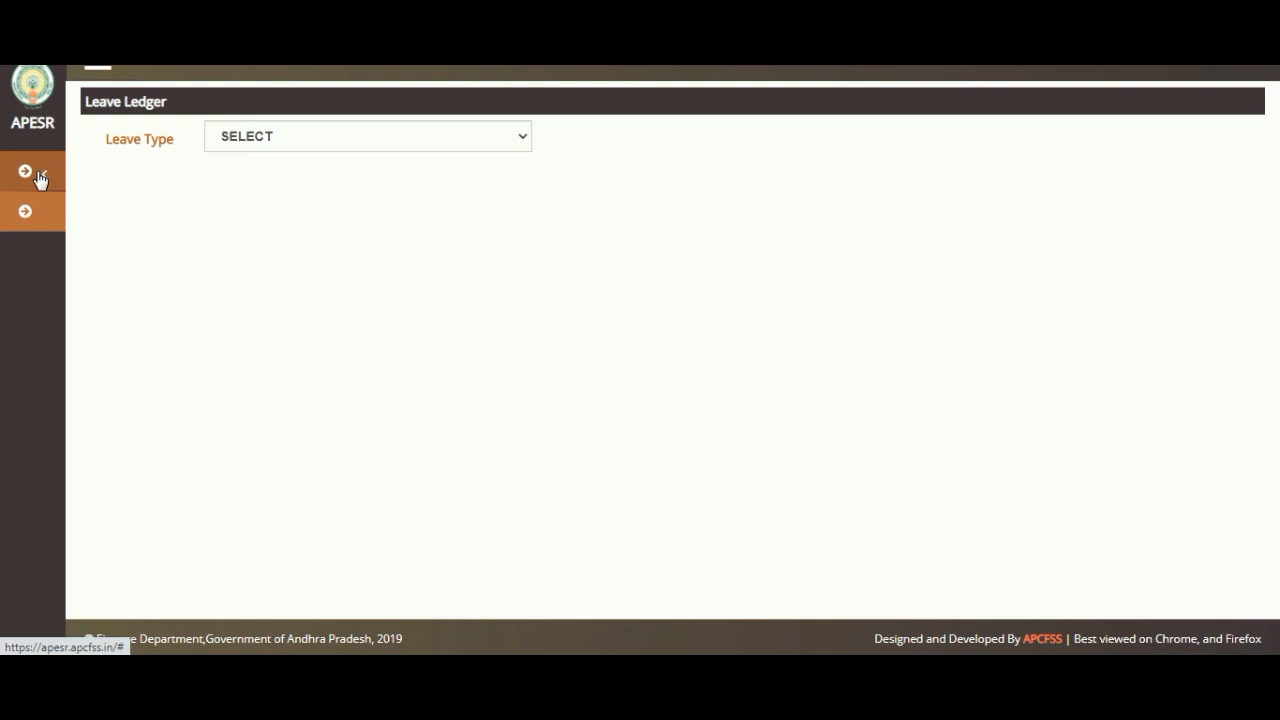 APESR
Leave Ledger
Leave Type
SELECT
Department,Government of Andhra Pradesh, 2019
Designed and Developed By APCFSS | Best viewed on Chrome, and Firefox
https://apesr.apcfss.in/#